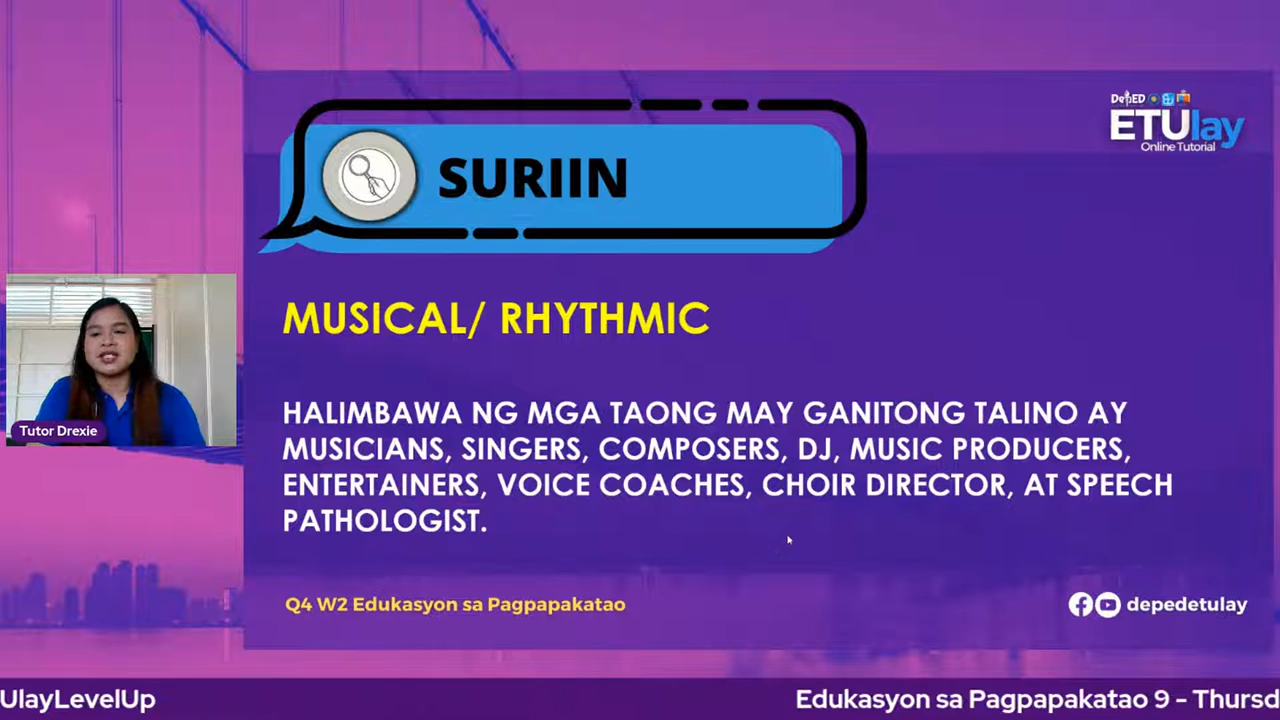 DepED
ETUlay
Online Tutorial
SURIIN
MUSICAL/ RHYTHMIC
HALIMBAWA NG MGA TAONG MAY GANITONG TALINO AY
MUSICIANS, SINGERS, COMPOSERS, DJ, MUSIC PRODUCERS,
ENTERTAINERS, VOICE COACHES, CHOIR DIRECTOR, AT SPEECH
PATHOLOGIST.
Tutor Drexie
Q4 W2 Edukasyon sa Pagpapakatao
depedetulay
UlayLevelUp
Edukasyon sa Pagpapakatao 9 - Thursd